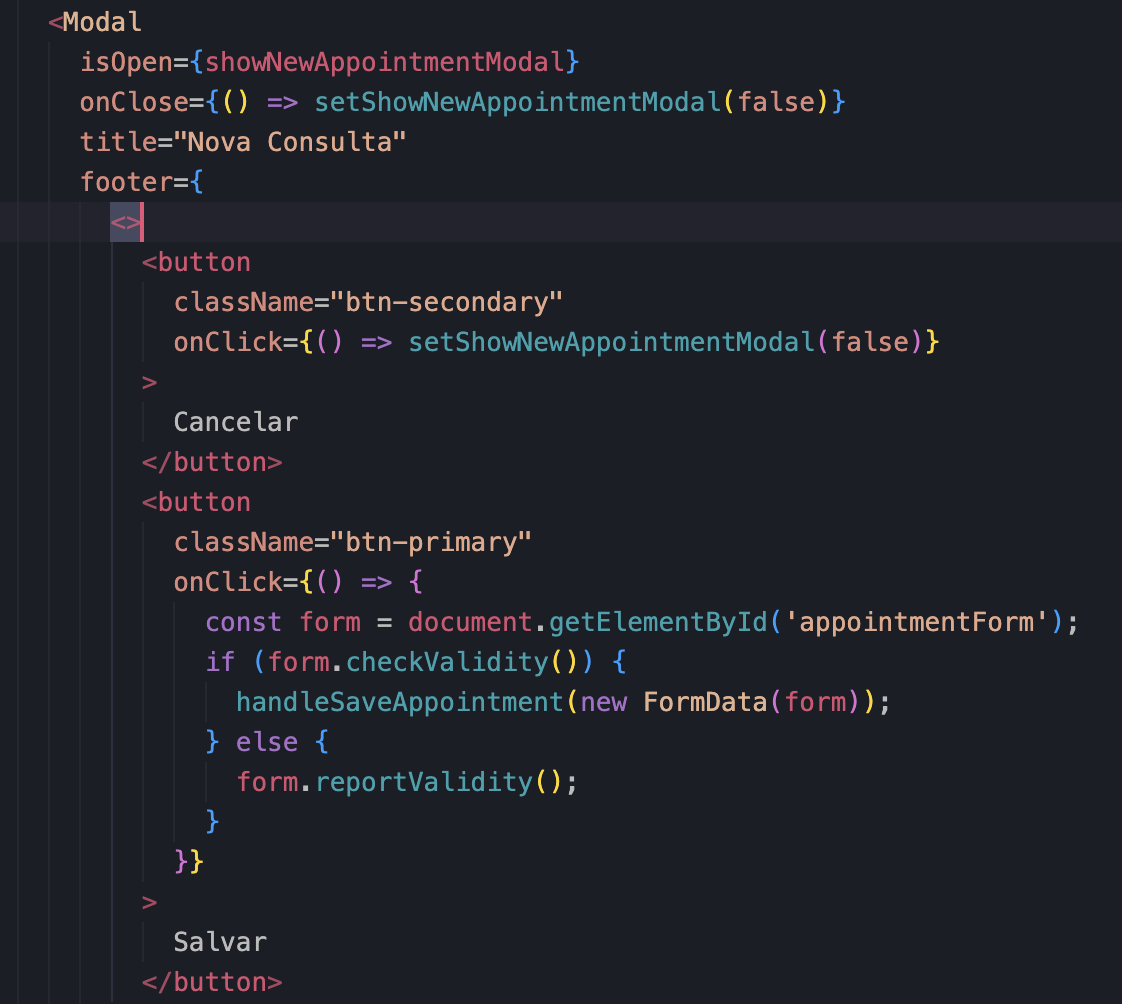 <Modal
isOpen={showNewAppointmentModal}
onClose={() => setShowNewAppointmentModal(false)}
title="Nova Consulta"
footer={
<>
<button
className="btn-secondary"
onClick={() => setShowNewAppointmentModal(false)}
>
Cancelar
</button>
<button
className="btn-primary"
onClick={() => {
const form = document.getElementById('appointmentForm');
if (form.checkValidity()) {
handleSaveAppointment(new FormData(form));
} else {
form.reportValidity();
}
}}
>
Salvar
</button>